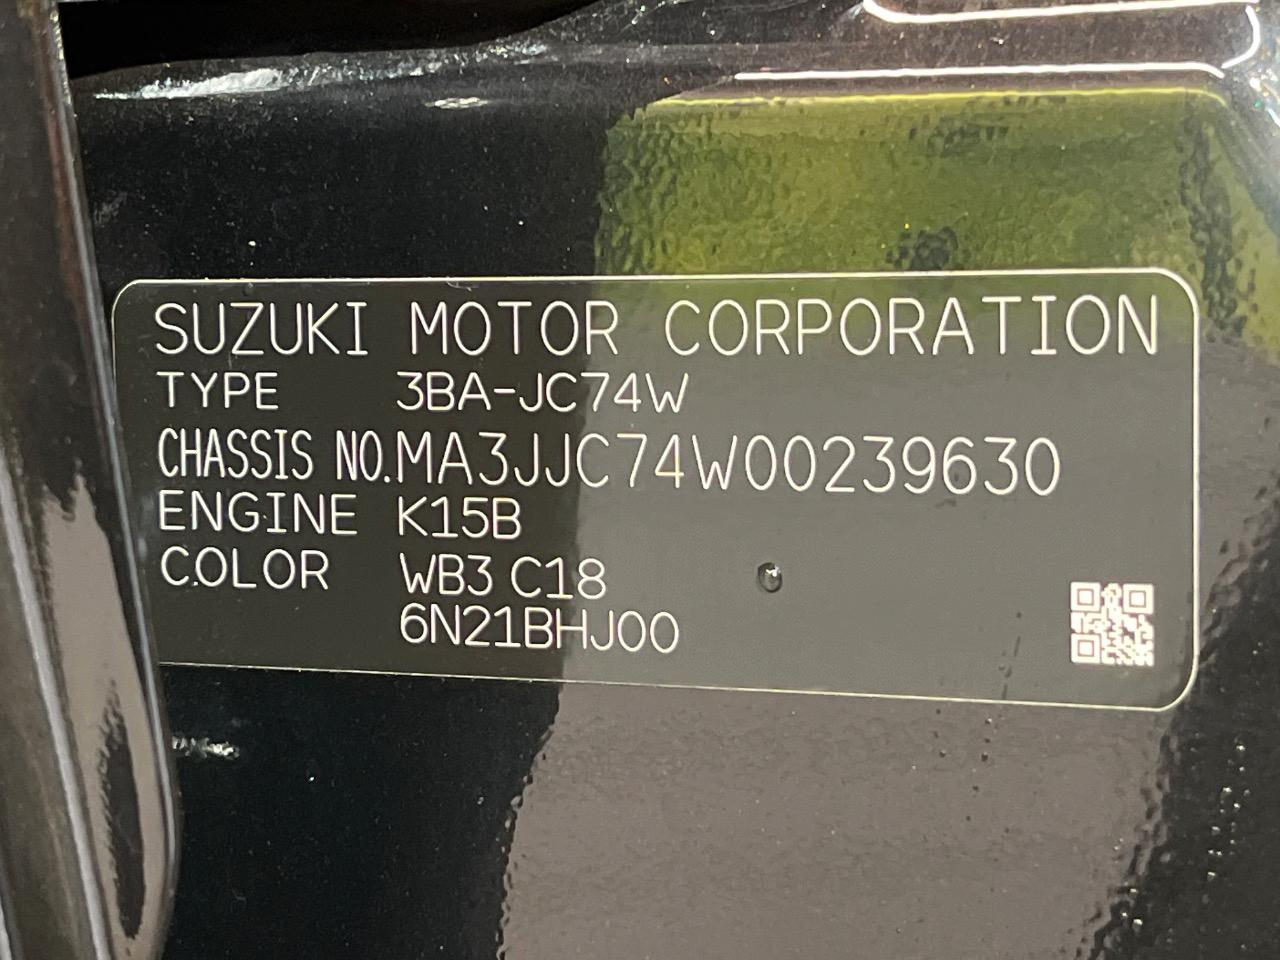 SUZUKI MOTOR CORPORATION
TYPE 3BA-JC74W
CHASSIS NO.MA3JJC74W00239630
ENGINE K15B
COLOR WB3 C18
6N21BHJ00